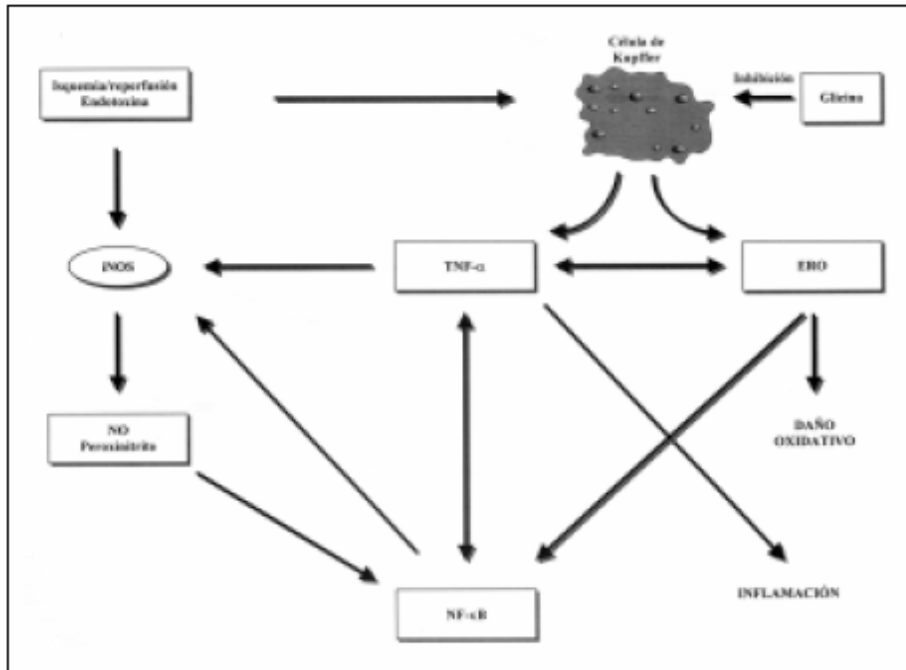 Célula de
Kupffer
Isquemia/reperfusión
Endotoxina
Inhibición
Glicina
iNOS
TNF-α
ERO
NO
Peroxinitrito
DAÑO
OXIDATIVO
NF-κB
INFLAMACIÓN